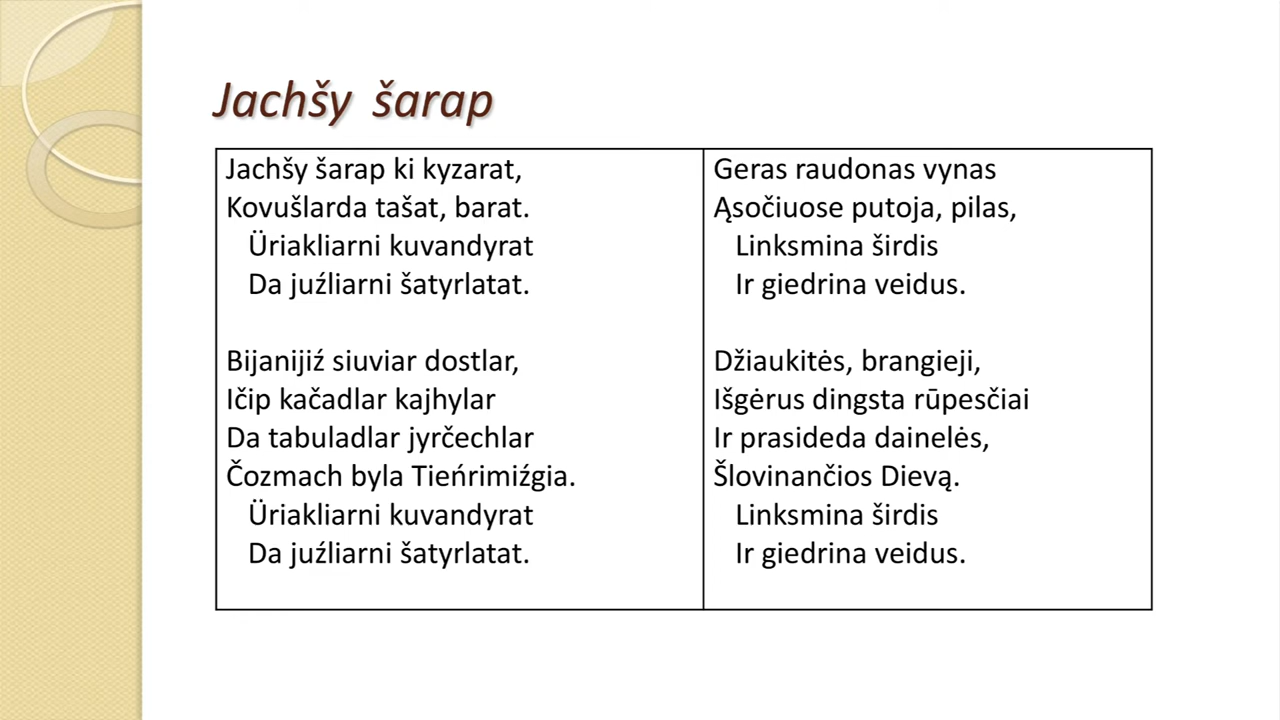 Jachšy šarap
Jachšy šarap ki kyzarat,
Kovušlarda tašat, barat.
Üriakliarni kuvandyrat
Da juźliarni šatyrlatat.
Bijanijiź siuviar dostlar,
Ičip kačadlar kajhylar
Da tabuladlar jyrčechlar
Čozmach byla Tieńrimiźgia.
Üriakliarni kuvandyrat
Da juźliarni šatyrlatat.
Geras raudonas vynas
Ąsočiuose putoja, pilas,
Linksmina širdis
Ir giedrina veidus.
Džiaukitės, brangieji,
Išgėrus dingsta rūpesčiai
Ir prasideda dainelės,
Šlovinančios Dievą.
Linksmina širdis
Ir giedrina veidus.